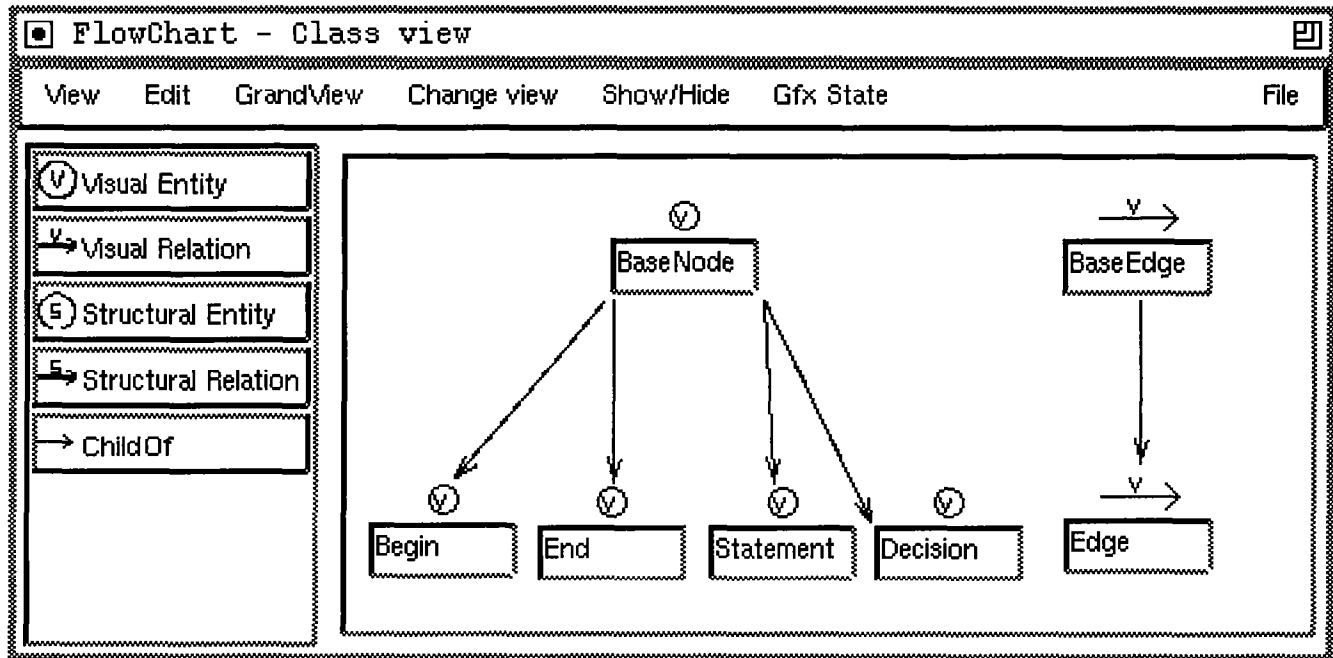 FlowChart - Class view
View Edit GrandView Change view Show/Hide Gfx State File
V Visual Entity
V Visual Relation
S Structural Entity
S Structural Relation
ChildOf
V V
BaseNode BaseEdge
V V V V V
Begin End Statement Decision Edge